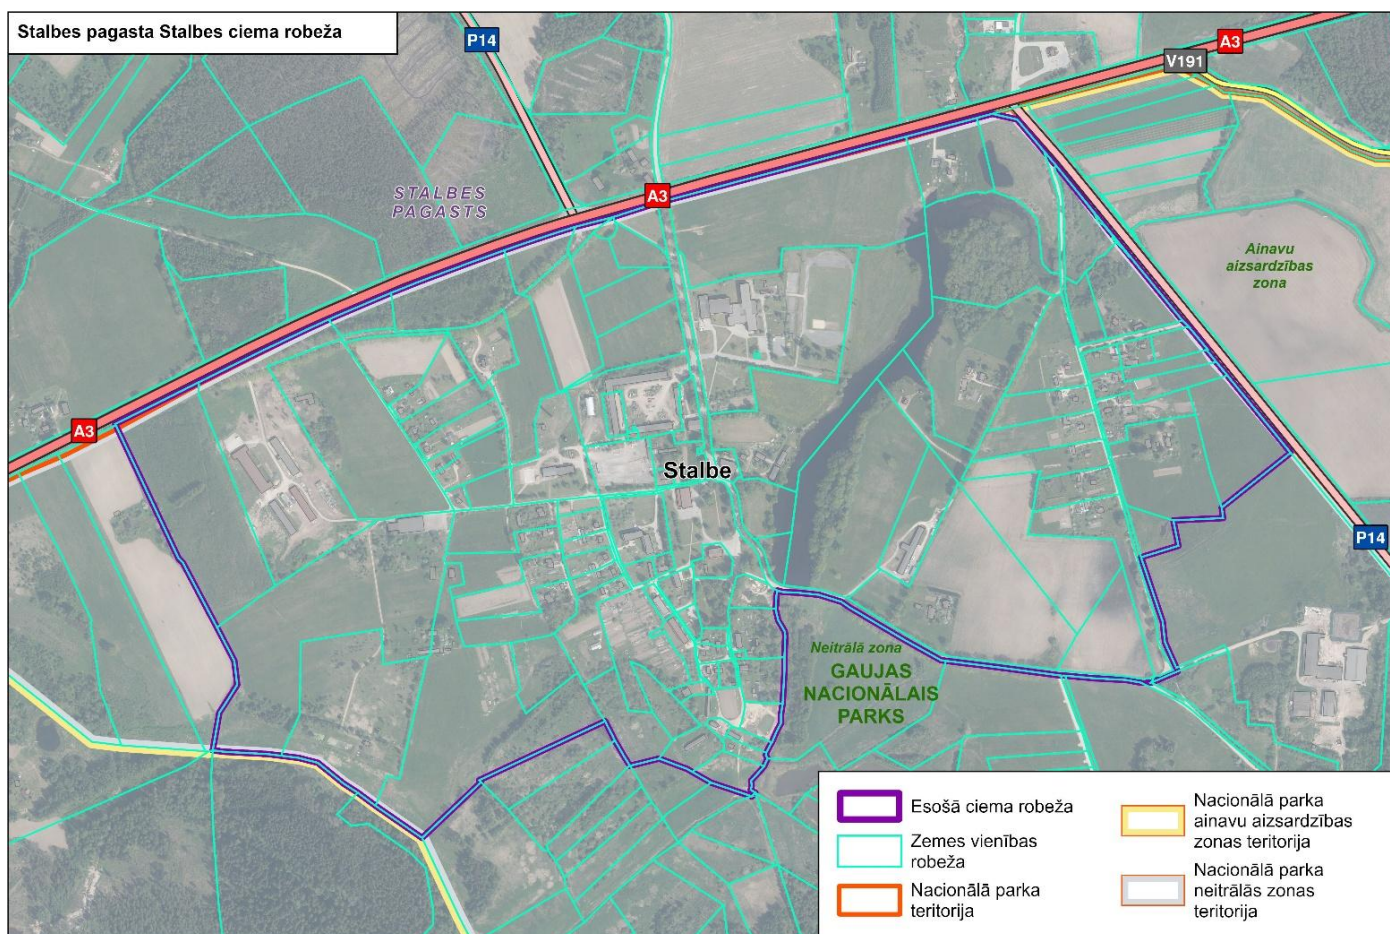 Stalbes pagasta Stalbes ciema robeža
P14
A3
V191
STALBES
PAGASTS
A3
Ainavu
aizsardzības
zona
A3
Stalbe
P14
Neitrālā zona
GAUJAS
NACIONĀLAIS
PARKS
Esošā ciema robeža
Zemes vienības
robeža
Nacionālā parka
teritorija
Nacionālā parka
ainavu aizsardzības
zonas teritorija
Nacionālā parka
neitrālās zonas
teritorija